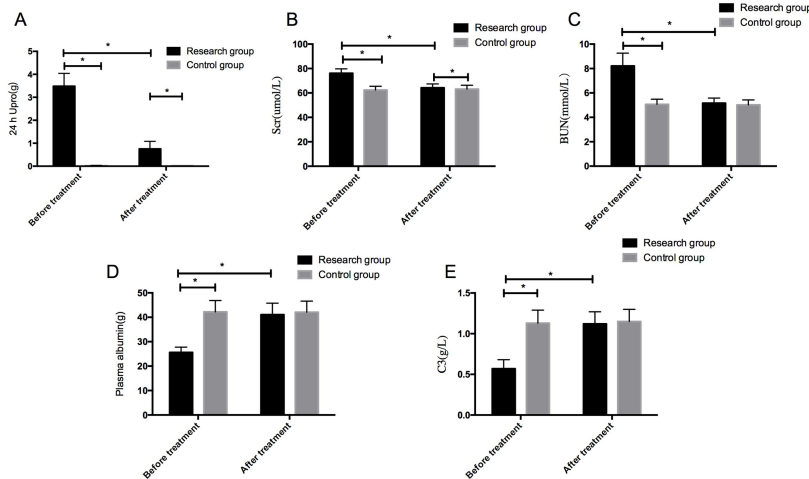 A
Research group
Control group
24 h Upro(g)
5
4
3
2
1
0
*
*
*
Before treatment
After treatment
B
Research group
Control group
Scr(umol/L)
100
80
60
40
20
0
*
*
*
Before treatment
After treatment
C
Research group
Control group
BUN(mmol/L)
10
8
6
4
2
0
*
*
Before treatment
After treatment
D
Research group
Control group
Plasma albumin(g)
50
40
30
20
10
0
*
*
Before treatment
After treatment
E
Research group
Control group
C3(g/L)
1.5
1.0
0.5
0.0
*
*
Before treatment
After treatment